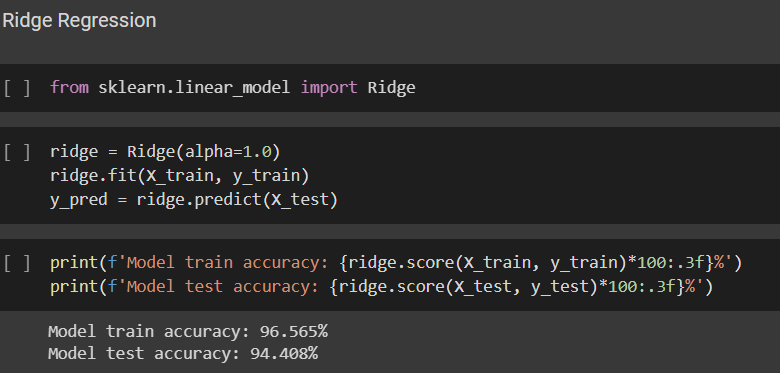 Ridge Regression
[ ] from sklearn.linear_model import Ridge
[ ] ridge = Ridge(alpha=1.0)
ridge.fit(X_train, y_train)
y_pred = ridge.predict(X_test)
[ ] print(f'Model train accuracy: {ridge.score(X_train, y_train)*100:.3f}%')
print(f'Model test accuracy: {ridge.score(X_test, y_test)*100:.3f}%')
Model train accuracy: 96.565%
Model test accuracy: 94.408%